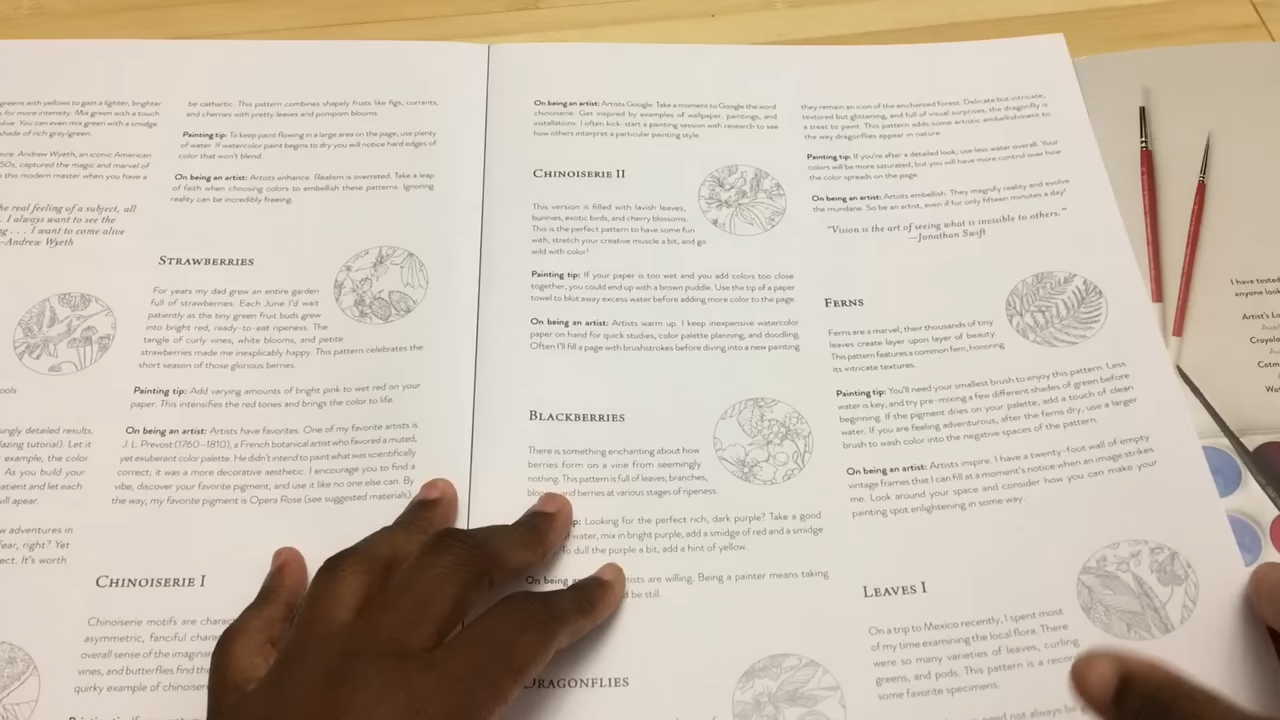 greens with yellows to gain a lighter, brighter
for more intensity. Mix green with a touch
olive. You can even mix green with a smidge
shade of rich gray/green.
Andrew Wyeth, an iconic American
50s, captured the magic and marvel of
this modern master when you have a
the real feeling of a subject, all
. I always want to see the
. . . I want to come alive
—Andrew Wyeth
ools
ungly detailed results.
lazing tutorial). Let it
example, the color
As you build your
patient and let each
will apear.
w adventures in
fear, right? Yet
ect. It's worth
be cathartic. This pattern combines shapely fruits like figs, currants,
and cherries with pretty leaves and pompom blooms.
Painting tip: To keep paint flowing in a large area on the page, use plenty
of water. If watercolor paint begins to dry you will notice hard edges of
color that won't blend.
On being an artist: Artists enhance. Realism is overrated. Take a leap
of faith when choosing colors to embellish these patterns. Ignoring
reality can be incredibly freeing.
STRAWBERRIES
For years my dad grew an entire garden
full of strawberries. Each June I'd wait
patiently as the tiny green fruit buds grew
into bright red, ready-to-eat ripeness. The
tangle of curly vines, white blooms, and petite
strawberries made me inexplicably happy. This pattern celebrates the
short season of those glorious berries.
Painting tip: Add varying amounts of bright pink to wet red on your
paper. This intensifies the red tones and brings the color to life.
On being an artist: Artists have favorites. One of my favorite artists is
J. L. Prevost (1760–1810), a French botanical artist who favored a muted,
yet exuberant color palette. He didn't intend to paint what was scientifically
correct; it was a more decorative aesthetic. I encourage you to find a
vibe, discover your favorite pigment, and use it like no one else can. By
the way, my favorite pigment is Opera Rose (see suggested materials).
CHINOISERIE I
Chinoiserie motifs are charac
asymmetric, fanciful chara
overall sense of the imaginar
vines, and butterflies find the
quirky example of chinoiser
On being an artist: Artists Google. Take a moment to Google the word
chinoiserie. Get inspired by examples of wallpaper, paintings, and
installations. I often kick-start a painting session with research to see
how others interpret a particular painting style.
CHINOISERIE II
This version is filled with lavish leaves,
bunnies, exotic birds, and cherry blossoms.
This is the perfect pattern to have some fun
with, stretch your creative muscle a bit, and go
wild with color!
Painting tip: If your paper is too wet and you add colors too close
together, you could end up with a brown puddle. Use the tip of a paper
towel to blot away excess water before adding more color to the page.
On being an artist: Artists warm up. I keep inexpensive watercolor
paper on hand for quick studies, color palette planning, and doodling.
Often I'll fill a page with brushstrokes before diving into a new painting.
BLACKBERRIES
There is something enchanting about how
berries form on a vine from seemingly
nothing. This pattern is full of leaves, branches,
bloo and berries at various stages of ripeness.
p: Looking for the perfect rich, dark purple? Take a good
water, mix in bright purple, add a smidge of red and a smidge
To dull the purple a bit, add a hint of yellow.
On being a tists are willing. Being a painter means taking
d be still.
DRAGONFLIES
they remain an icon of the enchanted forest. Delicate but intricate,
textured but glistening, and full of visual surprises, the dragonfly is
a treat to paint. This pattern adds some artistic embellishment to
the way dragonflies appear in nature.
Painting tip: If you're after a detailed look, use less water overall. Your
colors will be more saturated, but you will have more control over how
the color spreads on the page.
On being an artist: Artists embellish. They magnify reality and evolve
the mundane. So be an artist, even if for only fifteen minutes a day!
"Vision is the art of seeing what is invisible to others."
—Jonathan Swift
FERNS
Ferns are a marvel, their thousands of tiny
leaves create layer upon layer of beauty.
This pattern features a common fern, honoring
its intricate textures.
Painting tip: You'll need your smallest brush to enjoy this pattern. Less
water is key, and try pre-mixing a few different shades of green before
beginning. If the pigment dries on your palette, add a touch of clean
water. If you are feeling adventurous, after the ferns dry, use a larger
brush to wash color into the negative spaces of the pattern.
On being an artist: Artists inspire. I have a twenty-foot wall of empty
vintage frames that I can fill at a moment's notice when an image strikes
me. Look around your space and consider how you can make your
painting spot enlightening in some way.
LEAVES I
On a trip to Mexico recently, I spent most
of my time examining the local flora. There
were so many varieties of leaves, curling
greens, and pods. This pattern is a record
some favorite specimens.
need not always be
I have tested
anyone look
Artist's Lo
Crayola
Cotm
Wa